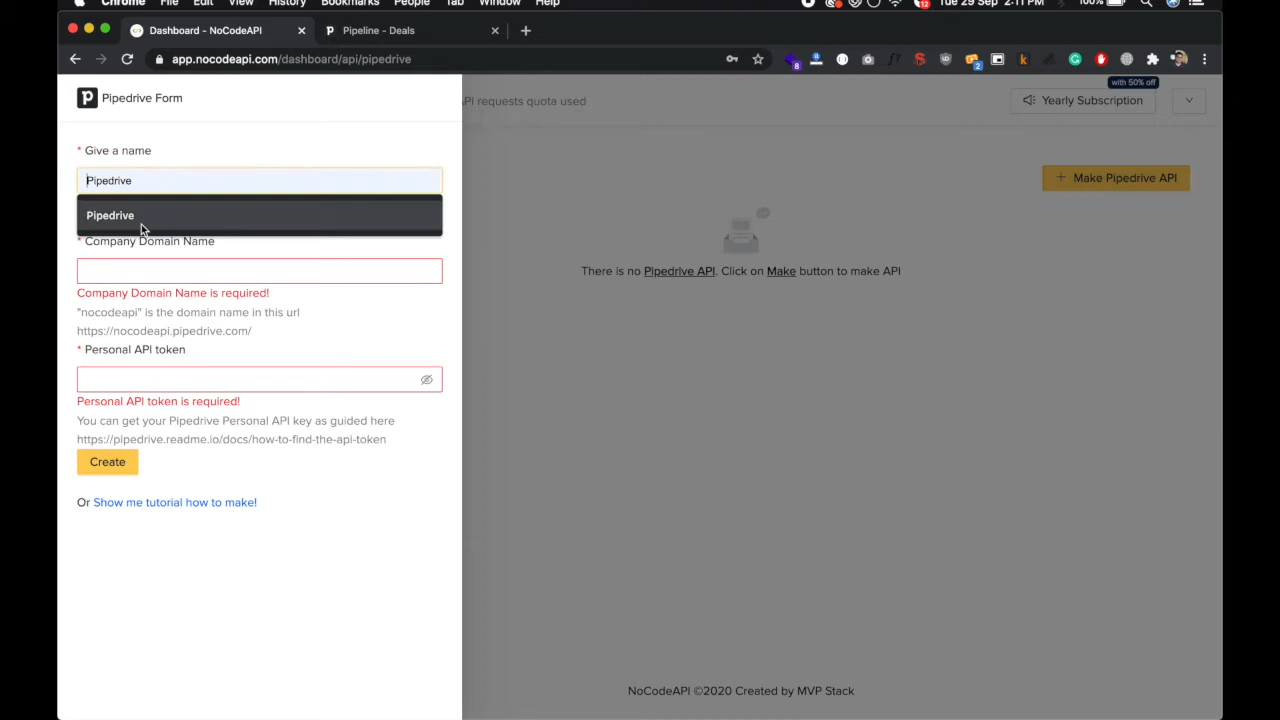 Chrome File Edit View History Bookmarks People Tab Window Help 12 100% Tue 29 Sep 2:11 PM
Dashboard - NoCodeAPI Pipeline - Deals
app.nocodeapi.com/dashboard/api/pipedrive
Pipedrive Form
API requests quota used
with 50% off
Yearly Subscription
* Give a name
Pipedrive
Pipedrive
Make Pipedrive API
* Company Domain Name
Company Domain Name is required!
"nocodeapi" is the domain name in this url
https://nocodeapi.pipedrive.com/
There is no Pipedrive API. Click on Make button to make API
* Personal API token
Personal API token is required!
You can get your Pipedrive Personal API key as guided here
https://pipedrive.readme.io/docs/how-to-find-the-api-token
Create
Or Show me tutorial how to make!
NoCodeAPI ©2020 Created by MVP Stack